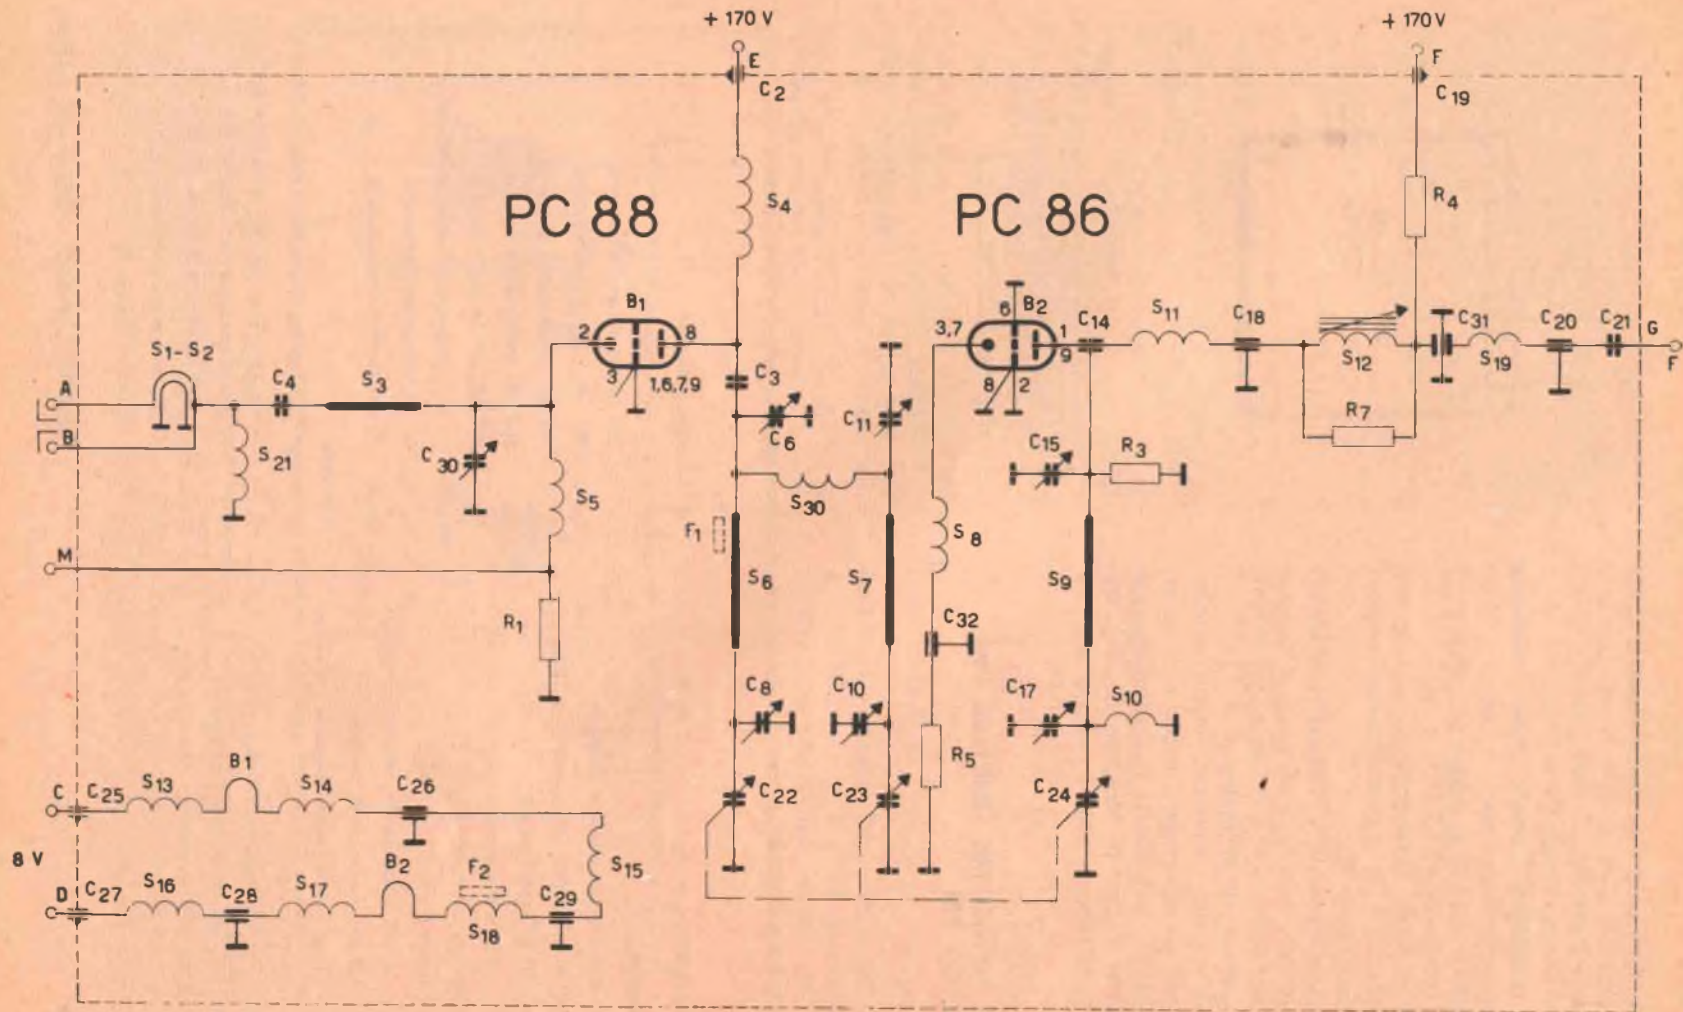 + 170 V
+ 170 V
E
C2
F
C19
PC 88
PC 86
S4
R4
B1
2
8
3
1,6,7,9
6
B2
3,7
1
9
8
2
C14
S11
C18
S12
C31
S19
C20
C21
G
F
R7
A
S1-S2
C4
S3
B
S21
C30
S5
C3
C6
C11
C15
R3
S30
F1
S6
S7
S8
S9
M
R1
C32
C8
C10
C17
S10
R5
C22
C23
C24
C
C25
S13
B1
S14
C26
8 V
S15
D
C27
S16
C28
S17
B2
F2
S18
C29